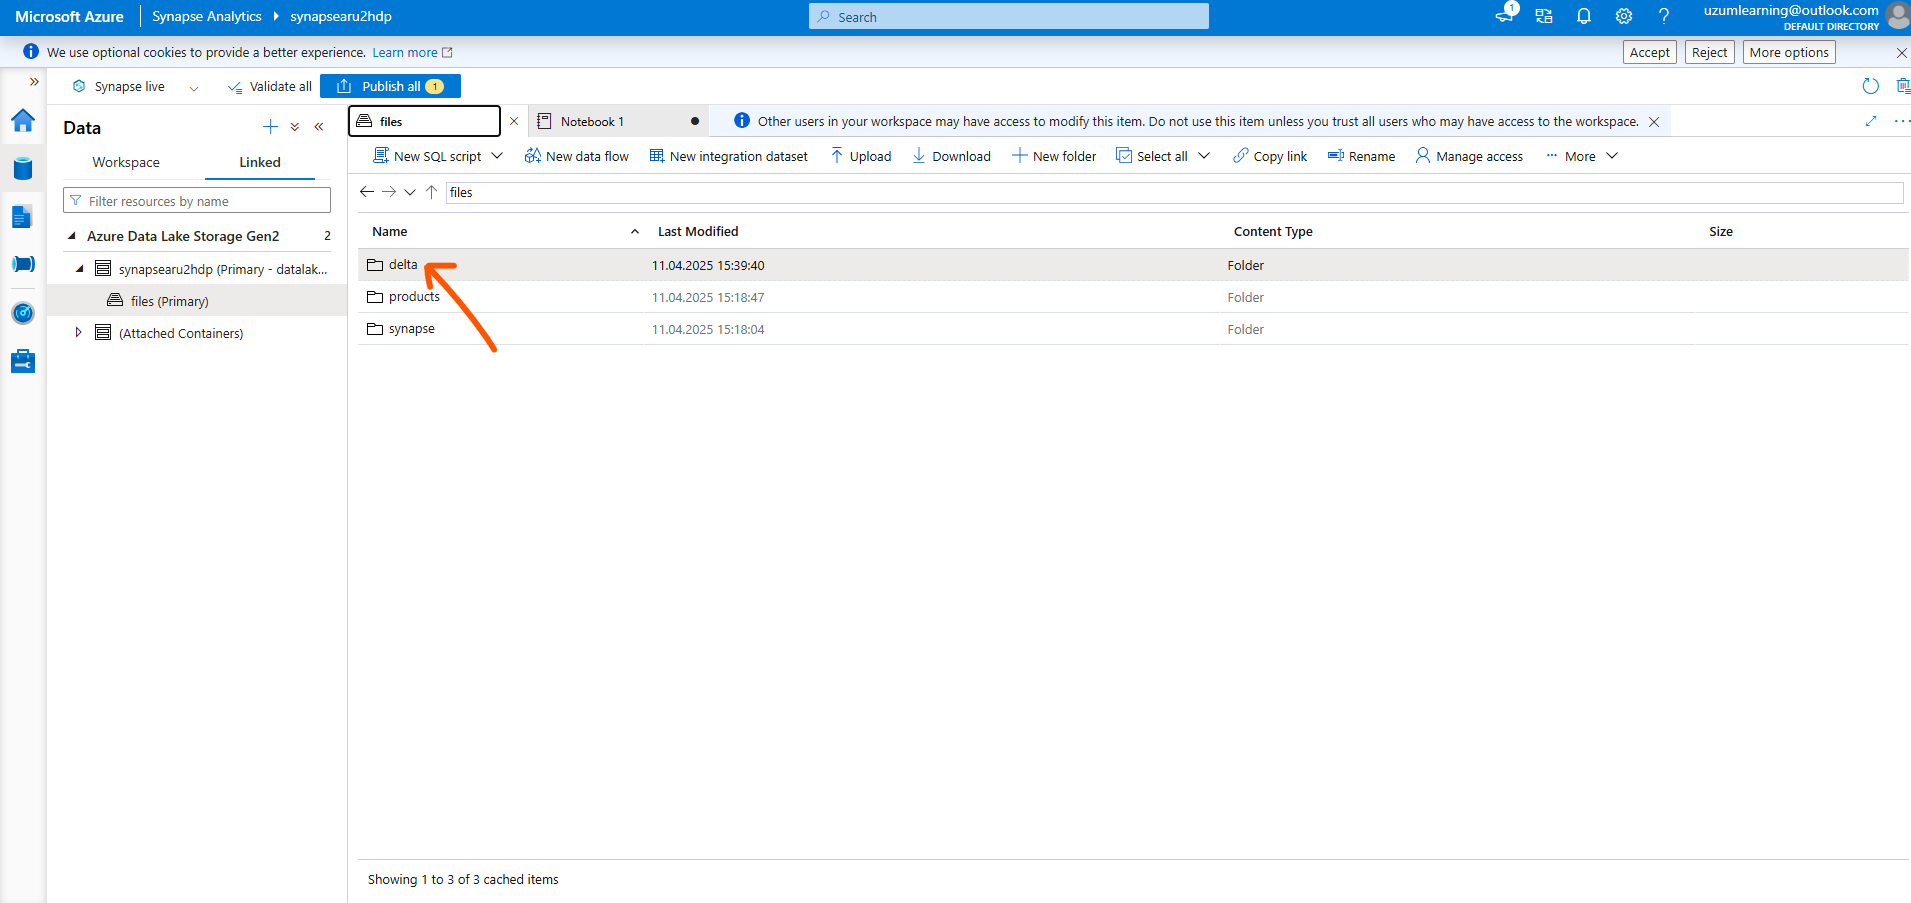 Microsoft Azure Synapse Analytics synapsearu2hdp Search 1 uzumlearning@outlook.com
DEFAULT DIRECTORY
We use optional cookies to provide a better experience. Learn more Accept Reject More options
Synapse live Validate all Publish all 1
Data
Workspace Linked
Filter resources by name
Azure Data Lake Storage Gen2 2
synapsearu2hdp (Primary - datalak...
files (Primary)
(Attached Containers)
files Notebook 1 Other users in your workspace may have access to modify this item. Do not use this item unless you trust all users who may have access to the workspace.
New SQL script New data flow New integration dataset Upload Download New folder Select all Copy link Rename Manage access More
files
Name Last Modified Content Type Size
delta 11.04.2025 15:39:40 Folder
products 11.04.2025 15:18:47 Folder
synapse 11.04.2025 15:18:04 Folder
Showing 1 to 3 of 3 cached items